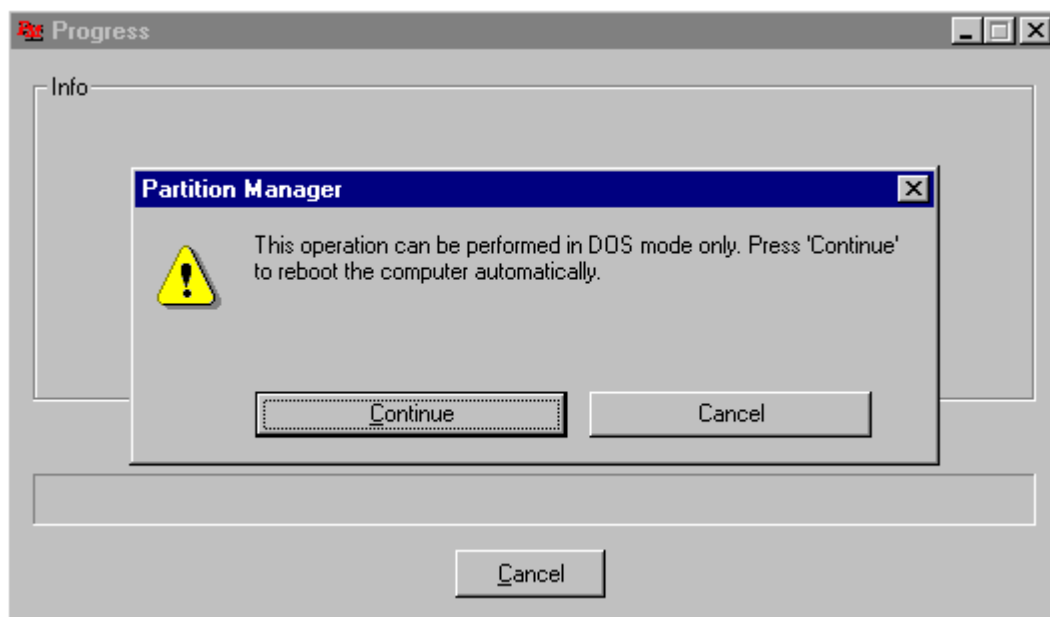 Progress
Info
Partition Manager
This operation can be performed in DOS mode only. Press 'Continue'
to reboot the computer automatically.
Continue
Cancel
Cancel